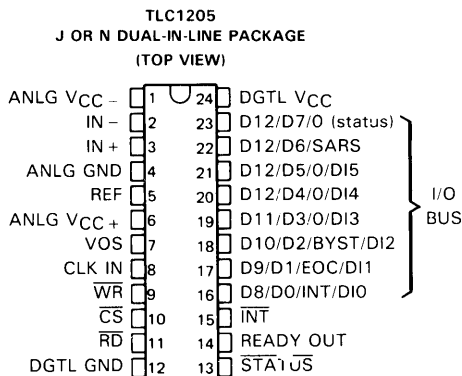 TLC1205
J OR N DUAL-IN-LINE PACKAGE
(TOP VIEW)
ANLG VCC − 1 24 DGTL VCC
IN − 2 23 D12/D7/0 (status)
IN + 3 22 D12/D6/SARS
ANLG GND 4 21 D12/D5/0/DI5
REF 5 20 D12/D4/0/DI4
ANLG VCC + 6 19 D11/D3/0/DI3
VOS 7 18 D10/D2/BYST/DI2
CLK IN 8 17 D9/D1/EOC/DI1
WR 9 16 D8/D0/INT/DI0
CS 10 15 INT
RD 11 14 READY OUT
DGTL GND 12 13 STATUS
I/O
BUS